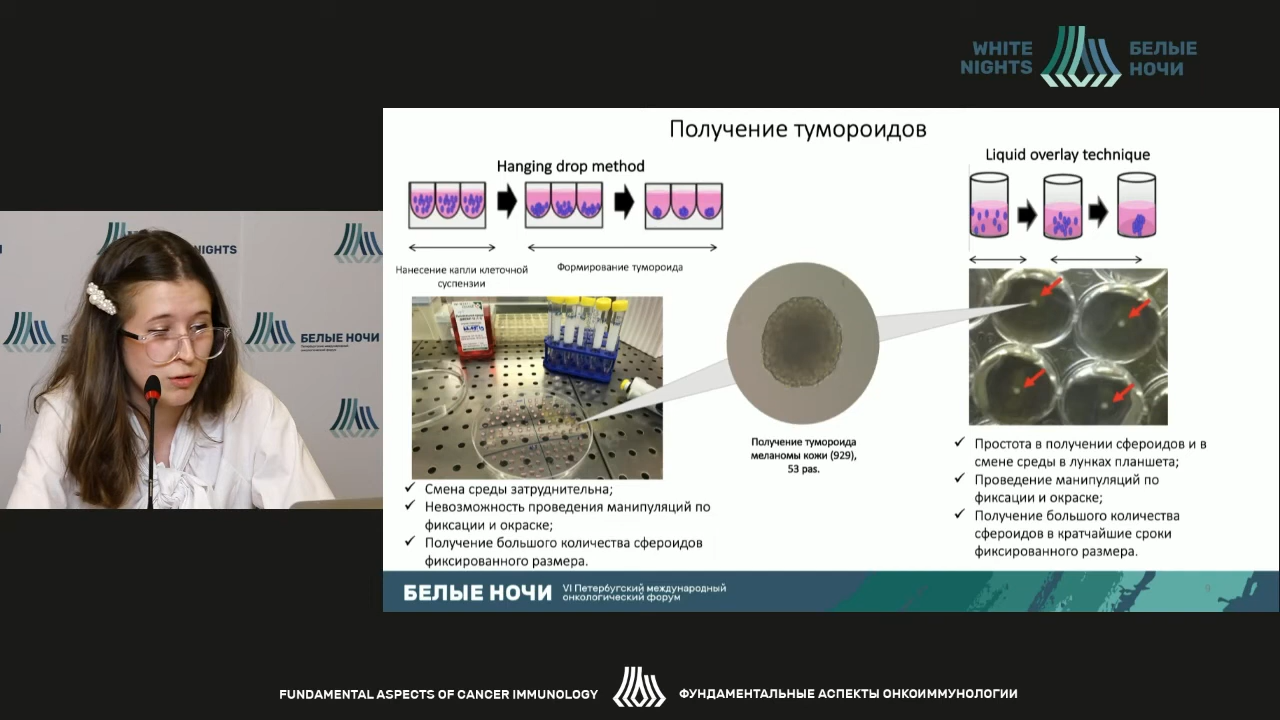 WHITE
NIGHTS
БЕЛЫЕ
НОЧИ
NIGHTS
БЕЛЫЕ НОЧИ
Получение тумороидов
Hanging drop method
Liquid overlay technique
Нанесение капли клеточной
суспензии
Формирование тумороида
Получение тумороида
меланомы кожи (929),
53 pas.
✓ Смена среды затруднительна;
✓ Невозможность проведения манипуляций по
фиксации и окраске;
✓ Получение большого количества сфероидов
фиксированного размера.
✓ Простота в получении сфероидов и в
смене среды в лунках планшета;
✓ Проведение манипуляций по
фиксации и окраске;
✓ Получение большого количества
сфероидов в кратчайшие сроки
фиксированного размера.
БЕЛЫЕ НОЧИ
VI Петербугский международный
онкологический форум
FUNDAMENTAL ASPECTS OF CANCER IMMUNOLOGY
ФУНДАМЕНТАЛЬНЫЕ АСПЕКТЫ ОНКОИММУНОЛОГИИ